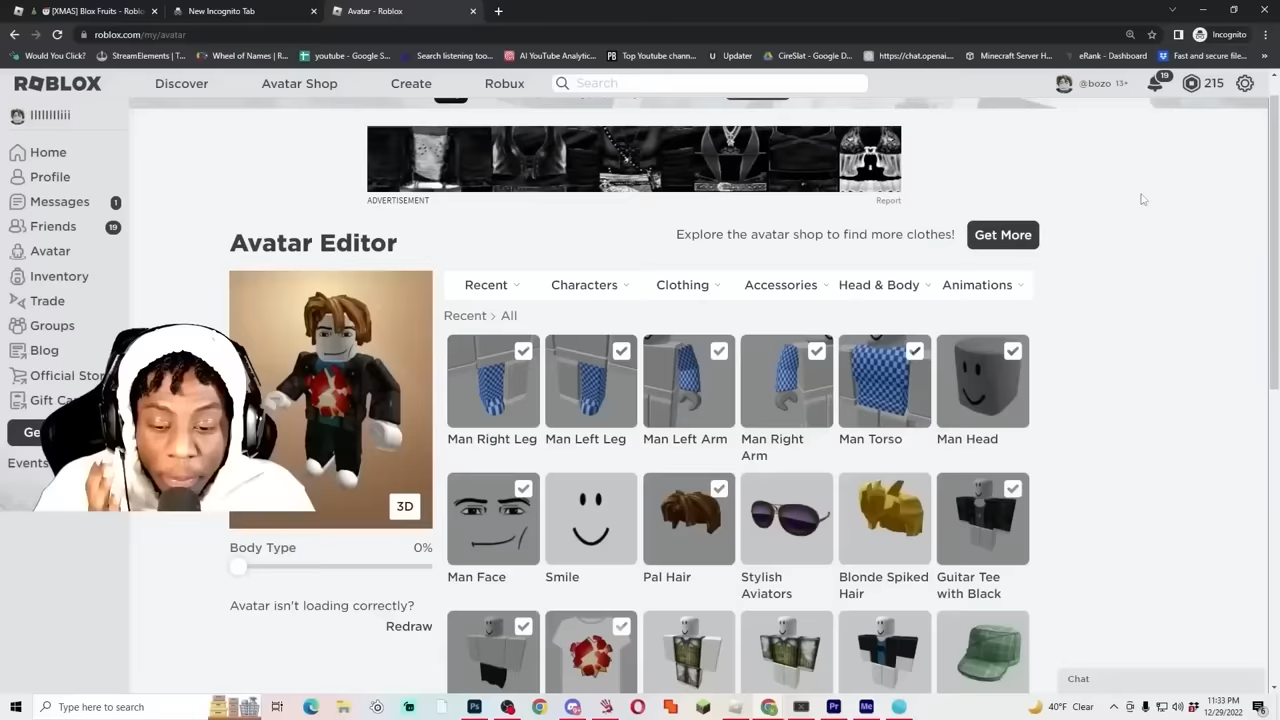 [XMAS] Blox Fruits - Roblo
New Incognito Tab
Avatar - Roblox
roblox.com/my/avatar
Incognito
Would You Click?
StreamElements | T...
Wheel of Names | R...
youtube - Google S...
Search listening too...
AI YouTube Analytic...
Top Youtube chann...
Updater
CireSlat - Google D...
https://chat.openai...
Minecraft Server H...
eRank - Dashboard
Fast and secure file...
ROBLOX
Discover
Avatar Shop
Create
Robux
Search
@bozo 13+
19
215
Home
Profile
Messages
1
Friends
19
Avatar
Inventory
Trade
Groups
Blog
Official Stor
Gift Ca
Ge
Events
ADVERTISEMENT
Report
Avatar Editor
Explore the avatar shop to find more clothes!
Get More
Recent
Characters
Clothing
Accessories
Head & Body
Animations
Recent > All
3D
Body Type
0%
Avatar isn't loading correctly?
Redraw
Man Right Leg
Man Left Leg
Man Left Arm
Man Right
Arm
Man Torso
Man Head
Man Face
Smile
Pal Hair
Stylish
Aviators
Blonde Spiked
Hair
Guitar Tee
with Black
Chat
Type here to search
40°F Clear
11:33 PM
12/29/2022